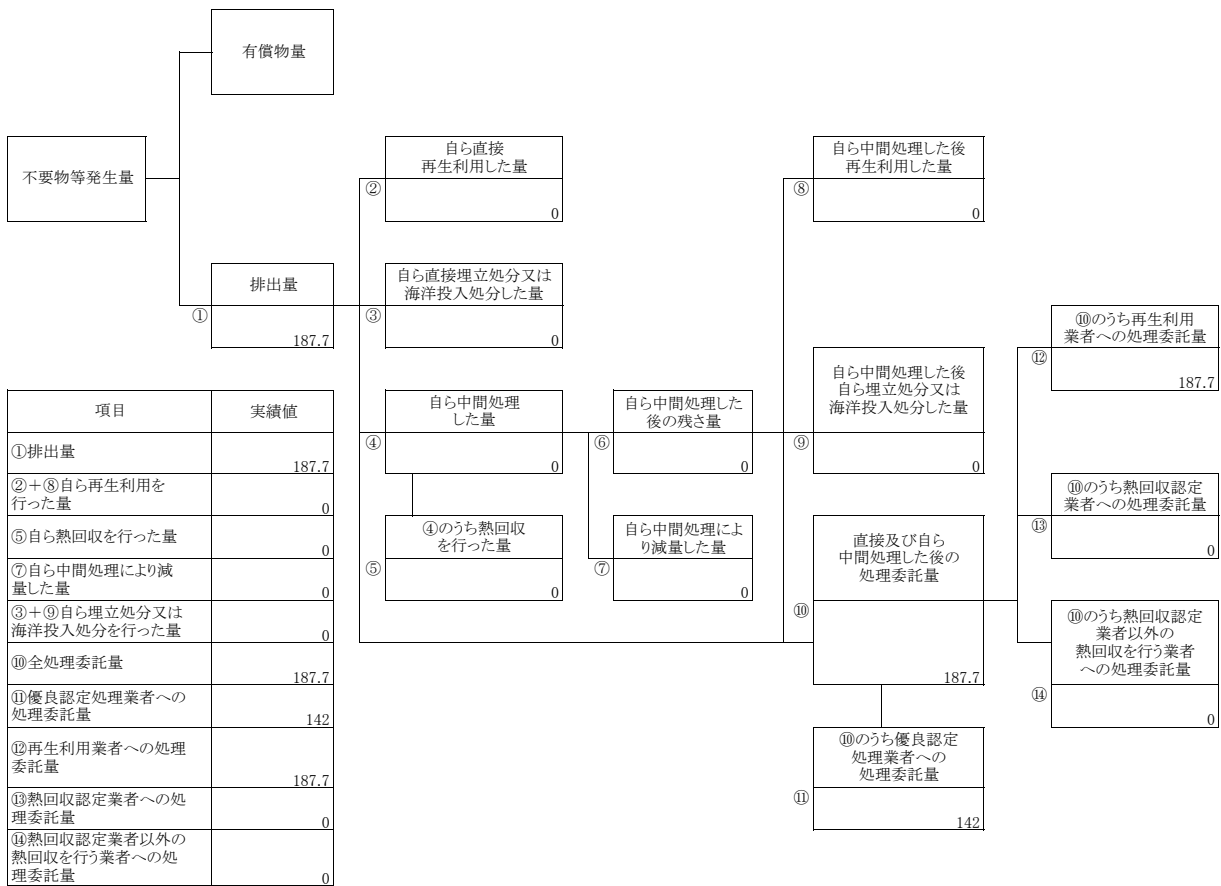 有償物量
不要物等発生量
自ら直接
再生利用した量
②
0
自ら中間処理した後
再生利用した量
⑧
0
排出量
①
187.7
自ら直接埋立処分又は
海洋投入処分した量
③
0
⑩のうち再生利用
業者への処理委託量
⑫
187.7
自ら中間処理
した量
④
0
自ら中間処理した
後の残さ量
⑥
0
自ら中間処理した後
自ら埋立処分又は
海洋投入処分した量
⑨
0
⑩のうち熱回収認定
業者への処理委託量
⑬
0
④のうち熱回収
を行った量
⑤
0
自ら中間処理によ
り減量した量
⑦
0
直接及び自ら
中間処理した後の
処理委託量
⑩
187.7
⑩のうち熱回収認定
業者以外の
熱回収を行う業者
への処理委託量
⑭
0
⑩のうち優良認定
処理業者への
処理委託量
⑪
142
項目 実績値
①排出量
187.7
②＋⑧自ら再生利用を
行った量
0
⑤自ら熱回収を行った量
0
⑦自ら中間処理により減
量した量
0
③＋⑨自ら埋立処分又は
海洋投入処分を行った量
0
⑩全処理委託量
187.7
⑪優良認定処理業者への
処理委託量
142
⑫再生利用業者への処理
委託量
187.7
⑬熱回収認定業者への処
理委託量
0
⑭熱回収認定業者以外の
熱回収を行う業者への処
理委託量
0